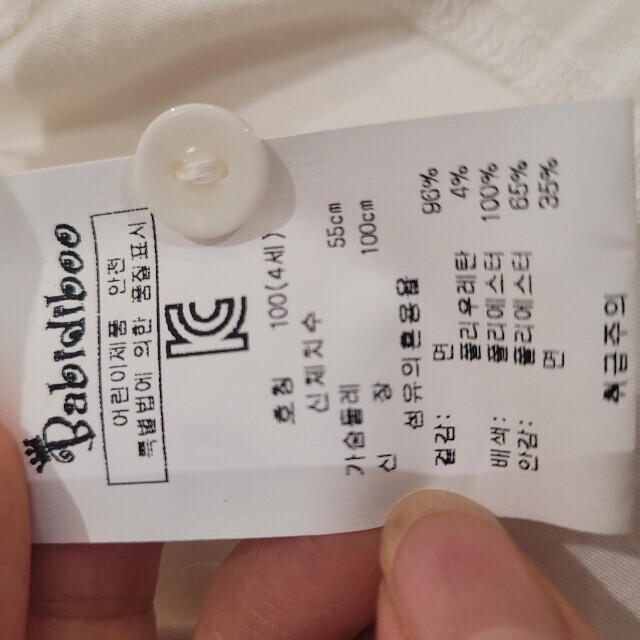 Babidiboo
어린이제품 안전
특별법에 의한 품질표시
호칭 100(4세)
신체치수
가슴둘레 55cm
신 장 100cm
섬유의 혼용율
겉감: 면 96%
폴리우레탄 4%
배색: 폴리에스터 100%
안감: 폴리에스터 65%
면 35%
취급주의